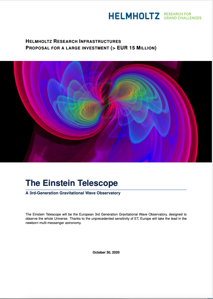 HELMHOLTZ RESEARCH FOR
GRAND CHALLENGES
HELMHOLTZ RESEARCH INFRASTRUCTURES
PROPOSAL FOR A LARGE INVESTMENT (> EUR 15 MILLION)
The Einstein Telescope
A 3rd-Generation Gravitational Wave Observatory
The Einstein Telescope will be the European 3rd Generation Gravitational Wave Observatory, designed to
observe the whole Universe. Thanks to the unprecedented sensitivity of ET, Europe will take the lead in the
newborn multi-messenger astronomy.
October 30, 2020